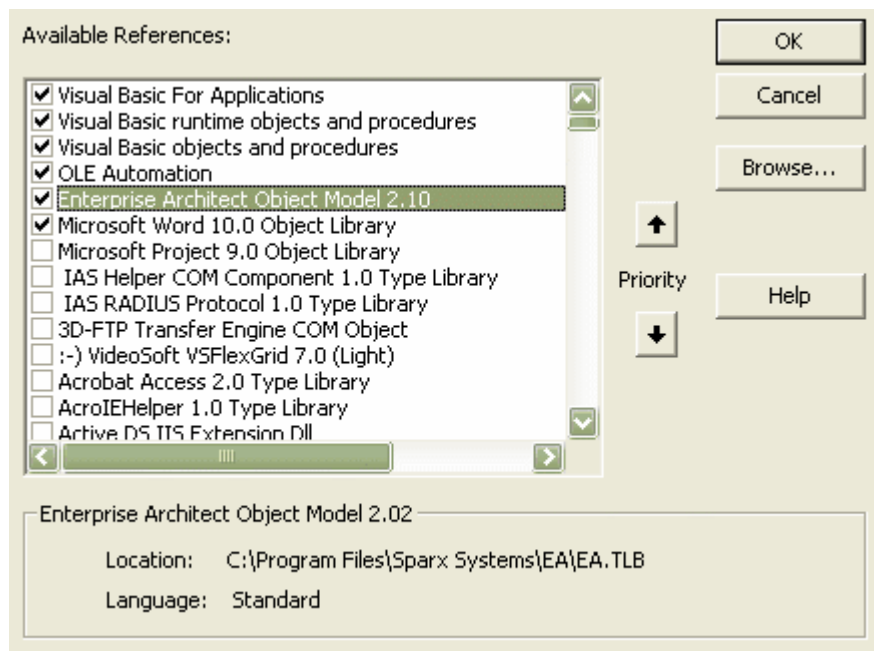 Available References:
OK
Visual Basic For Applications
Cancel
Visual Basic runtime objects and procedures
Visual Basic objects and procedures
OLE Automation
Browse...
Enterprise Architect Object Model 2.10
Microsoft Word 10.0 Object Library
Microsoft Project 9.0 Object Library
IAS Helper COM Component 1.0 Type Library
Priority
IAS RADIUS Protocol 1.0 Type Library
Help
3D-FTP Transfer Engine COM Object
:-) VideoSoft VSFlexGrid 7.0 (Light)
Acrobat Access 2.0 Type Library
AcroIEHelper 1.0 Type Library
Active DS IIS Extension Dll
Enterprise Architect Object Model 2.02
Location: C:\Program Files\Sparx Systems\EA\EA.TLB
Language: Standard